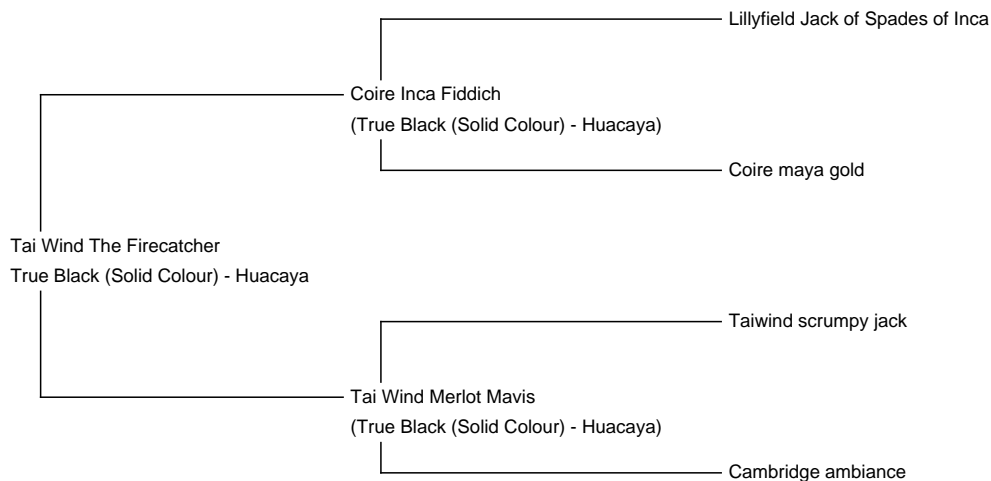 Lillyfield Jack of Spades of Inca
Coire Inca Fiddich
(True Black (Solid Colour) - Huacaya)
Coire maya gold
Tai Wind The Firecatcher
True Black (Solid Colour) - Huacaya
Taiwind scrumpy jack
Tai Wind Merlot Mavis
(True Black (Solid Colour) - Huacaya)
Cambridge ambiance